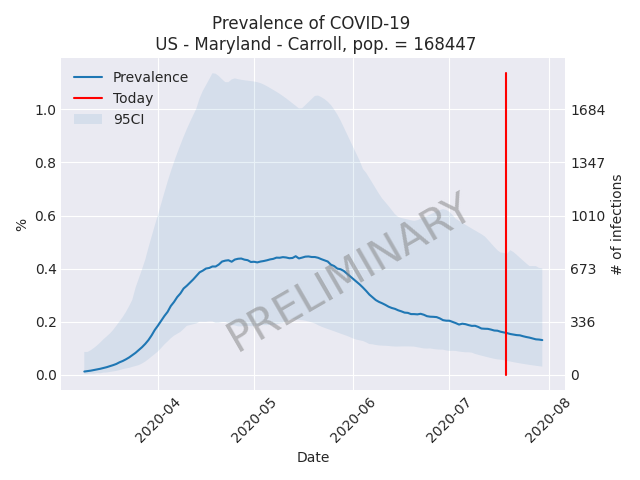 Prevalence of COVID-19
US - Maryland - Carroll, pop. = 168447
Prevalence
Today
95CI
1.0
0.8
0.6
0.4
0.2
0.0
%
1684
1347
1010
673
336
0
# of infections
PRELIMINARY
2020-04
2020-05
2020-06
2020-07
2020-08
Date